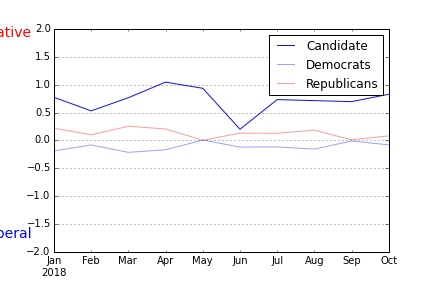 ative
2.0
1.5
1.0
0.5
0.0
−0.5
−1.0
−1.5
−2.0
beral
Candidate
Democrats
Republicans
Jan Feb Mar Apr May Jun Jul Aug Sep Oct
2018